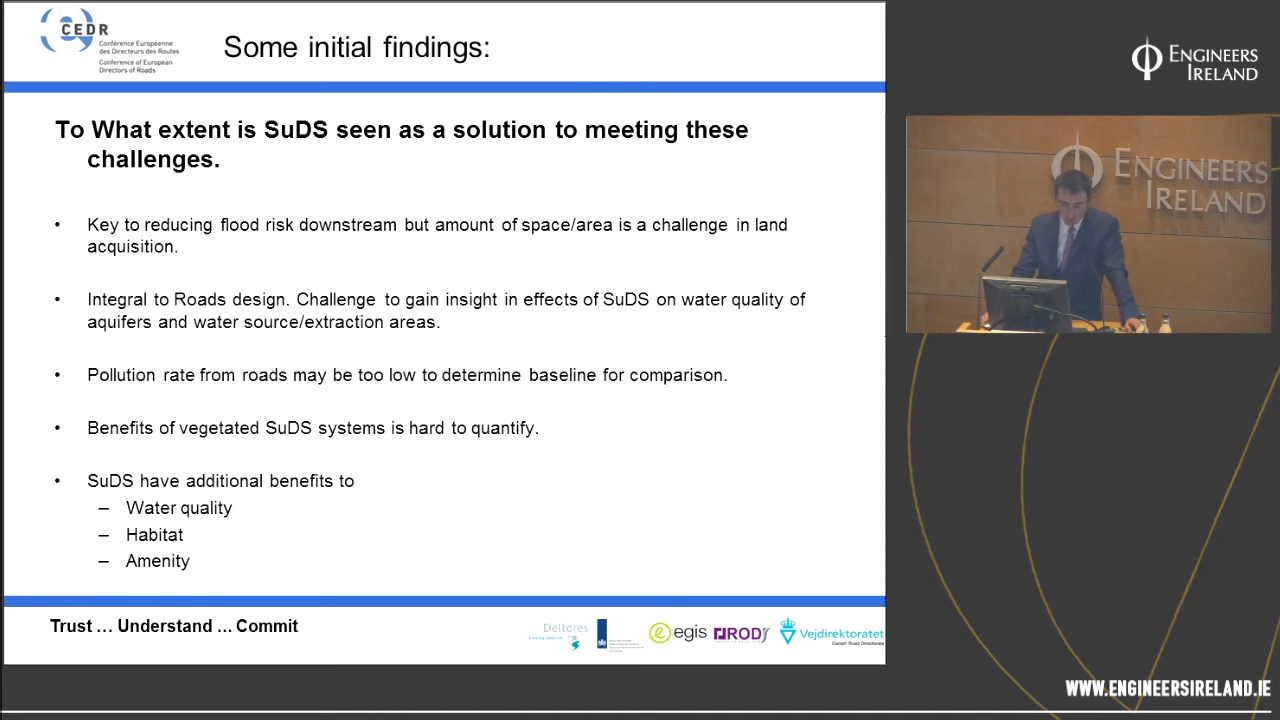 CEDR
Conférence Européenne
des Directeurs des Routes
Conference of European
Directors of Roads
Some initial findings:
To What extent is SuDS seen as a solution to meeting these
challenges.
• Key to reducing flood risk downstream but amount of space/area is a challenge in land
acquisition.
• Integral to Roads design. Challenge to gain insight in effects of SuDS on water quality of
aquifers and water source/extraction areas.
• Pollution rate from roads may be too low to determine baseline for comparison.
• Benefits of vegetated SuDS systems is hard to quantify.
• SuDS have additional benefits to
– Water quality
– Habitat
– Amenity
Trust ... Understand ... Commit
Deltares
egis
ROD
Vejdirektoratet
Danish Road Directorate
ENGINEERS
IRELAND
ENGINEERS
IRELAND
WWW.ENGINEERSIRELAND.IE